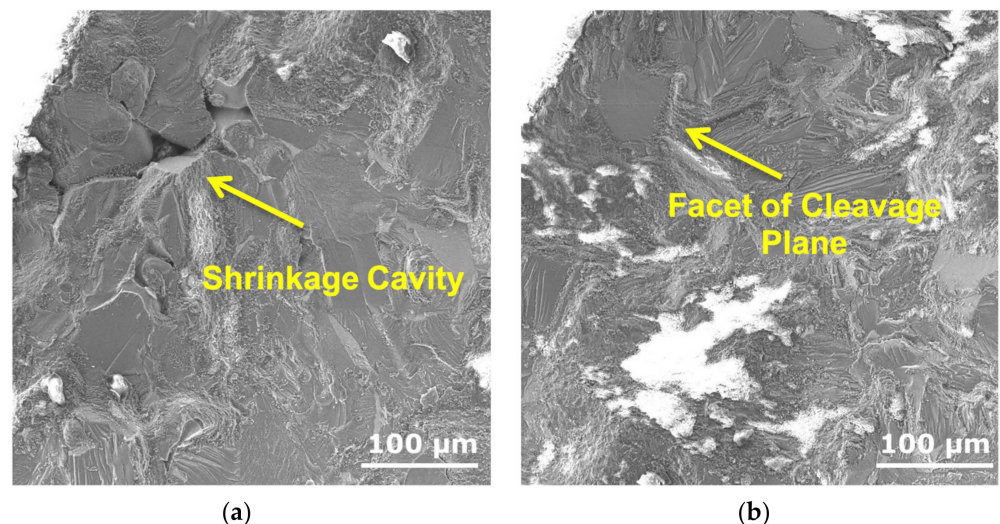 Shrinkage Cavity
100 µm
(a)
Facet of Cleavage
Plane
100 µm
(b)